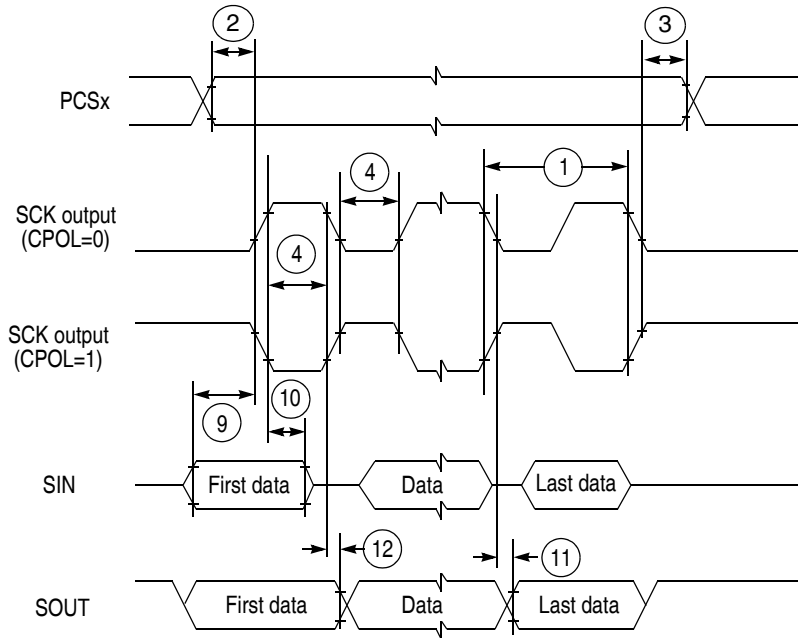 2
3
PCSx
4
1
SCK output
(CPOL=0)
4
SCK output
(CPOL=1)
10
9
SIN
First data
Data
Last data
12
11
SOUT
First data
Data
Last data